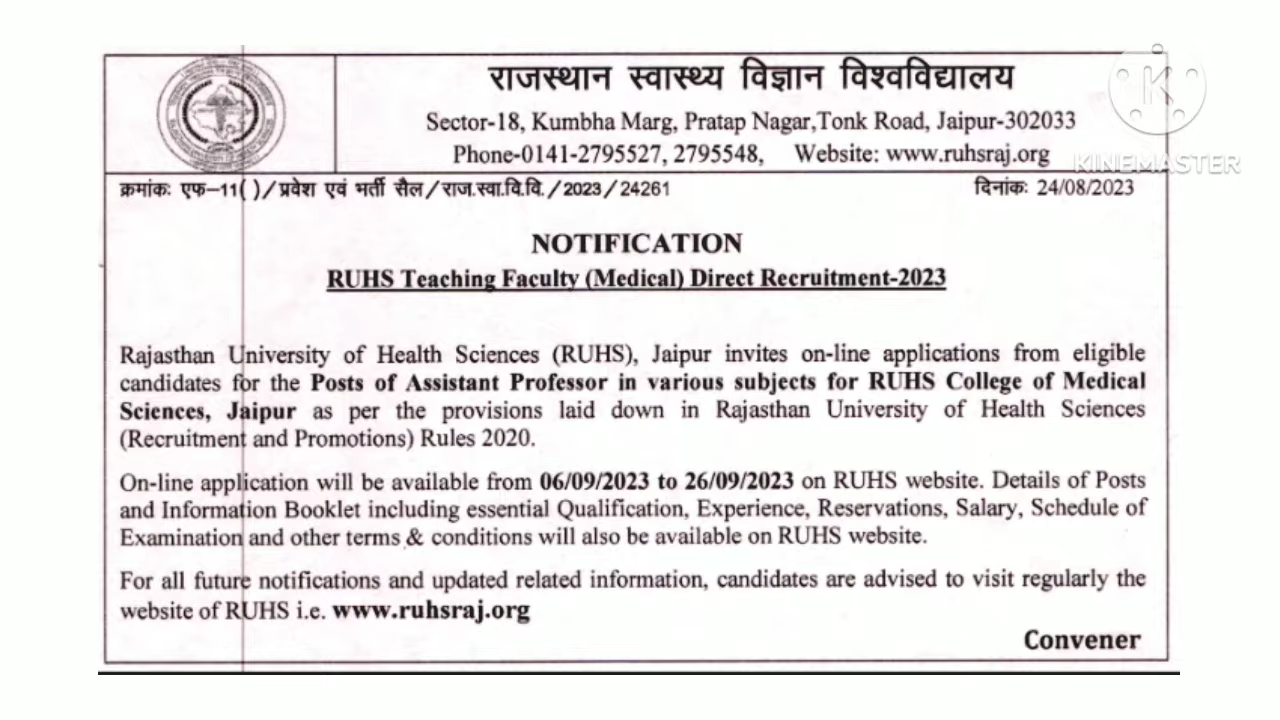 राजस्थान स्वास्थ्य विज्ञान विश्वविद्यालय
Sector-18, Kumbha Marg, Pratap Nagar,Tonk Road, Jaipur-302033
Phone-0141-2795527, 2795548, Website: www.ruhsraj.org
KINEMASTER
क्रमांकः एफ–11( )/प्रवेश एवं भर्ती सैल/राज.स्वा.वि.वि./2023/24261 दिनांकः 24/08/2023
NOTIFICATION
RUHS Teaching Faculty (Medical) Direct Recruitment-2023
Rajasthan University of Health Sciences (RUHS), Jaipur invites on-line applications from eligible
candidates for the Posts of Assistant Professor in various subjects for RUHS College of Medical
Sciences, Jaipur as per the provisions laid down in Rajasthan University of Health Sciences
(Recruitment and Promotions) Rules 2020.
On-line application will be available from 06/09/2023 to 26/09/2023 on RUHS website. Details of Posts
and Information Booklet including essential Qualification, Experience, Reservations, Salary, Schedule of
Examination and other terms & conditions will also be available on RUHS website.
For all future notifications and updated related information, candidates are advised to visit regularly the
website of RUHS i.e. www.ruhsraj.org
Convener